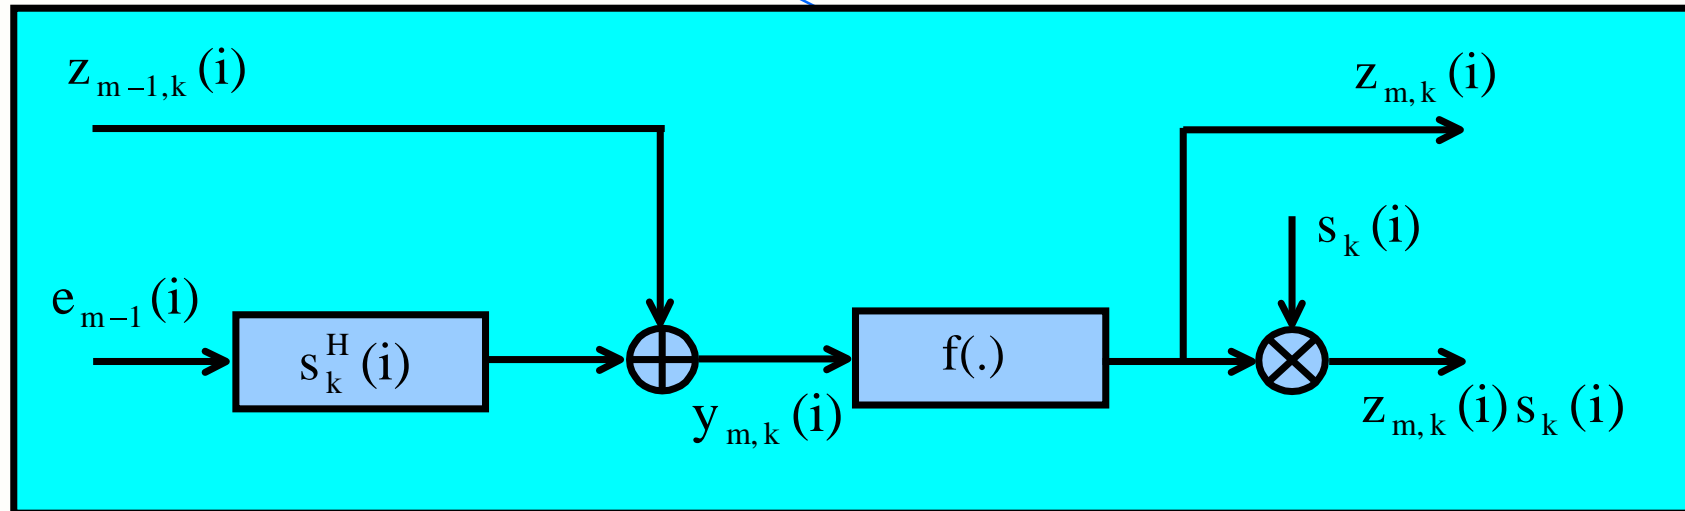 z m−1,k (i)
z m,k (i)
s k (i)
e m−1 (i)
s k H (i)
f(.)
y m,k (i)
z m,k (i) s k (i)